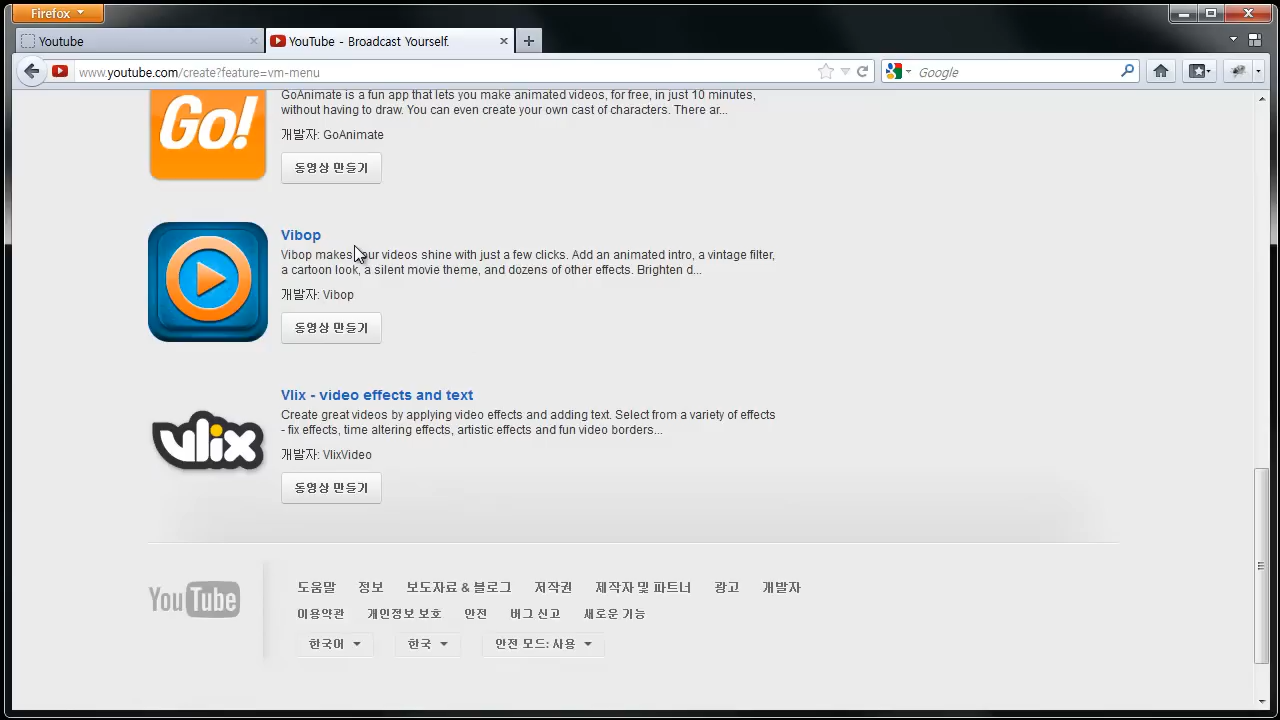 Firefox
Youtube
YouTube - Broadcast Yourself.
www.youtube.com/create?feature=vm-menu
Google
GoAnimate is a fun app that lets you make animated videos, for free, in just 10 minutes,
without having to draw. You can even create your own cast of characters. There ar...
Go!
개발자: GoAnimate
동영상 만들기
Vibop
Vibop makes your videos shine with just a few clicks. Add an animated intro, a vintage filter,
a cartoon look, a silent movie theme, and dozens of other effects. Brighten d...
개발자: Vibop
동영상 만들기
Vlix - video effects and text
Create great videos by applying video effects and adding text. Select from a variety of effects
- fix effects, time altering effects, artistic effects and fun video borders...
vlix
개발자: VlixVideo
동영상 만들기
YouTube
도움말 정보 보도자료 & 블로그 저작권 제작자 및 파트너 광고 개발자
이용약관 개인정보 보호 안전 버그 신고 새로운 기능
한국어 한국 안전 모드: 사용